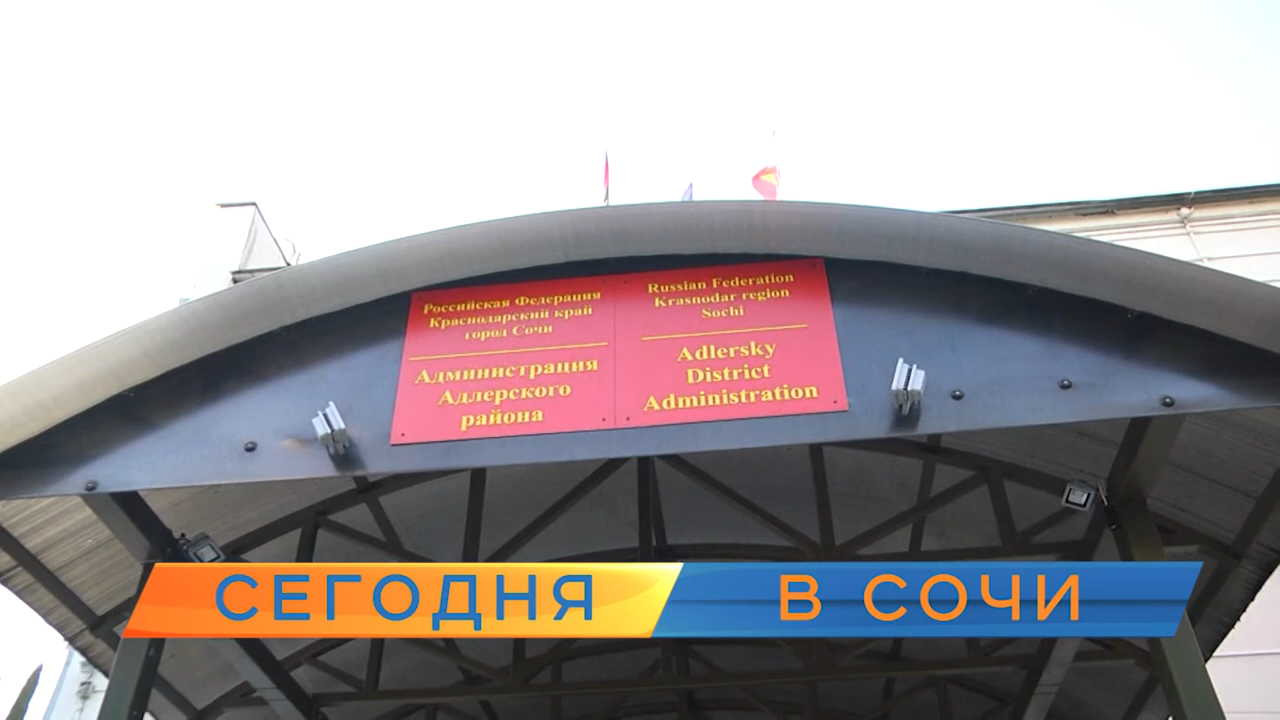 Российская Федерация
Краснодарский край
город Сочи
Администрация
Адлерского
района
Russian Federation
Krasnodar region
Sochi
Adlersky
District
Administration
СЕГОДНЯ В СОЧИ